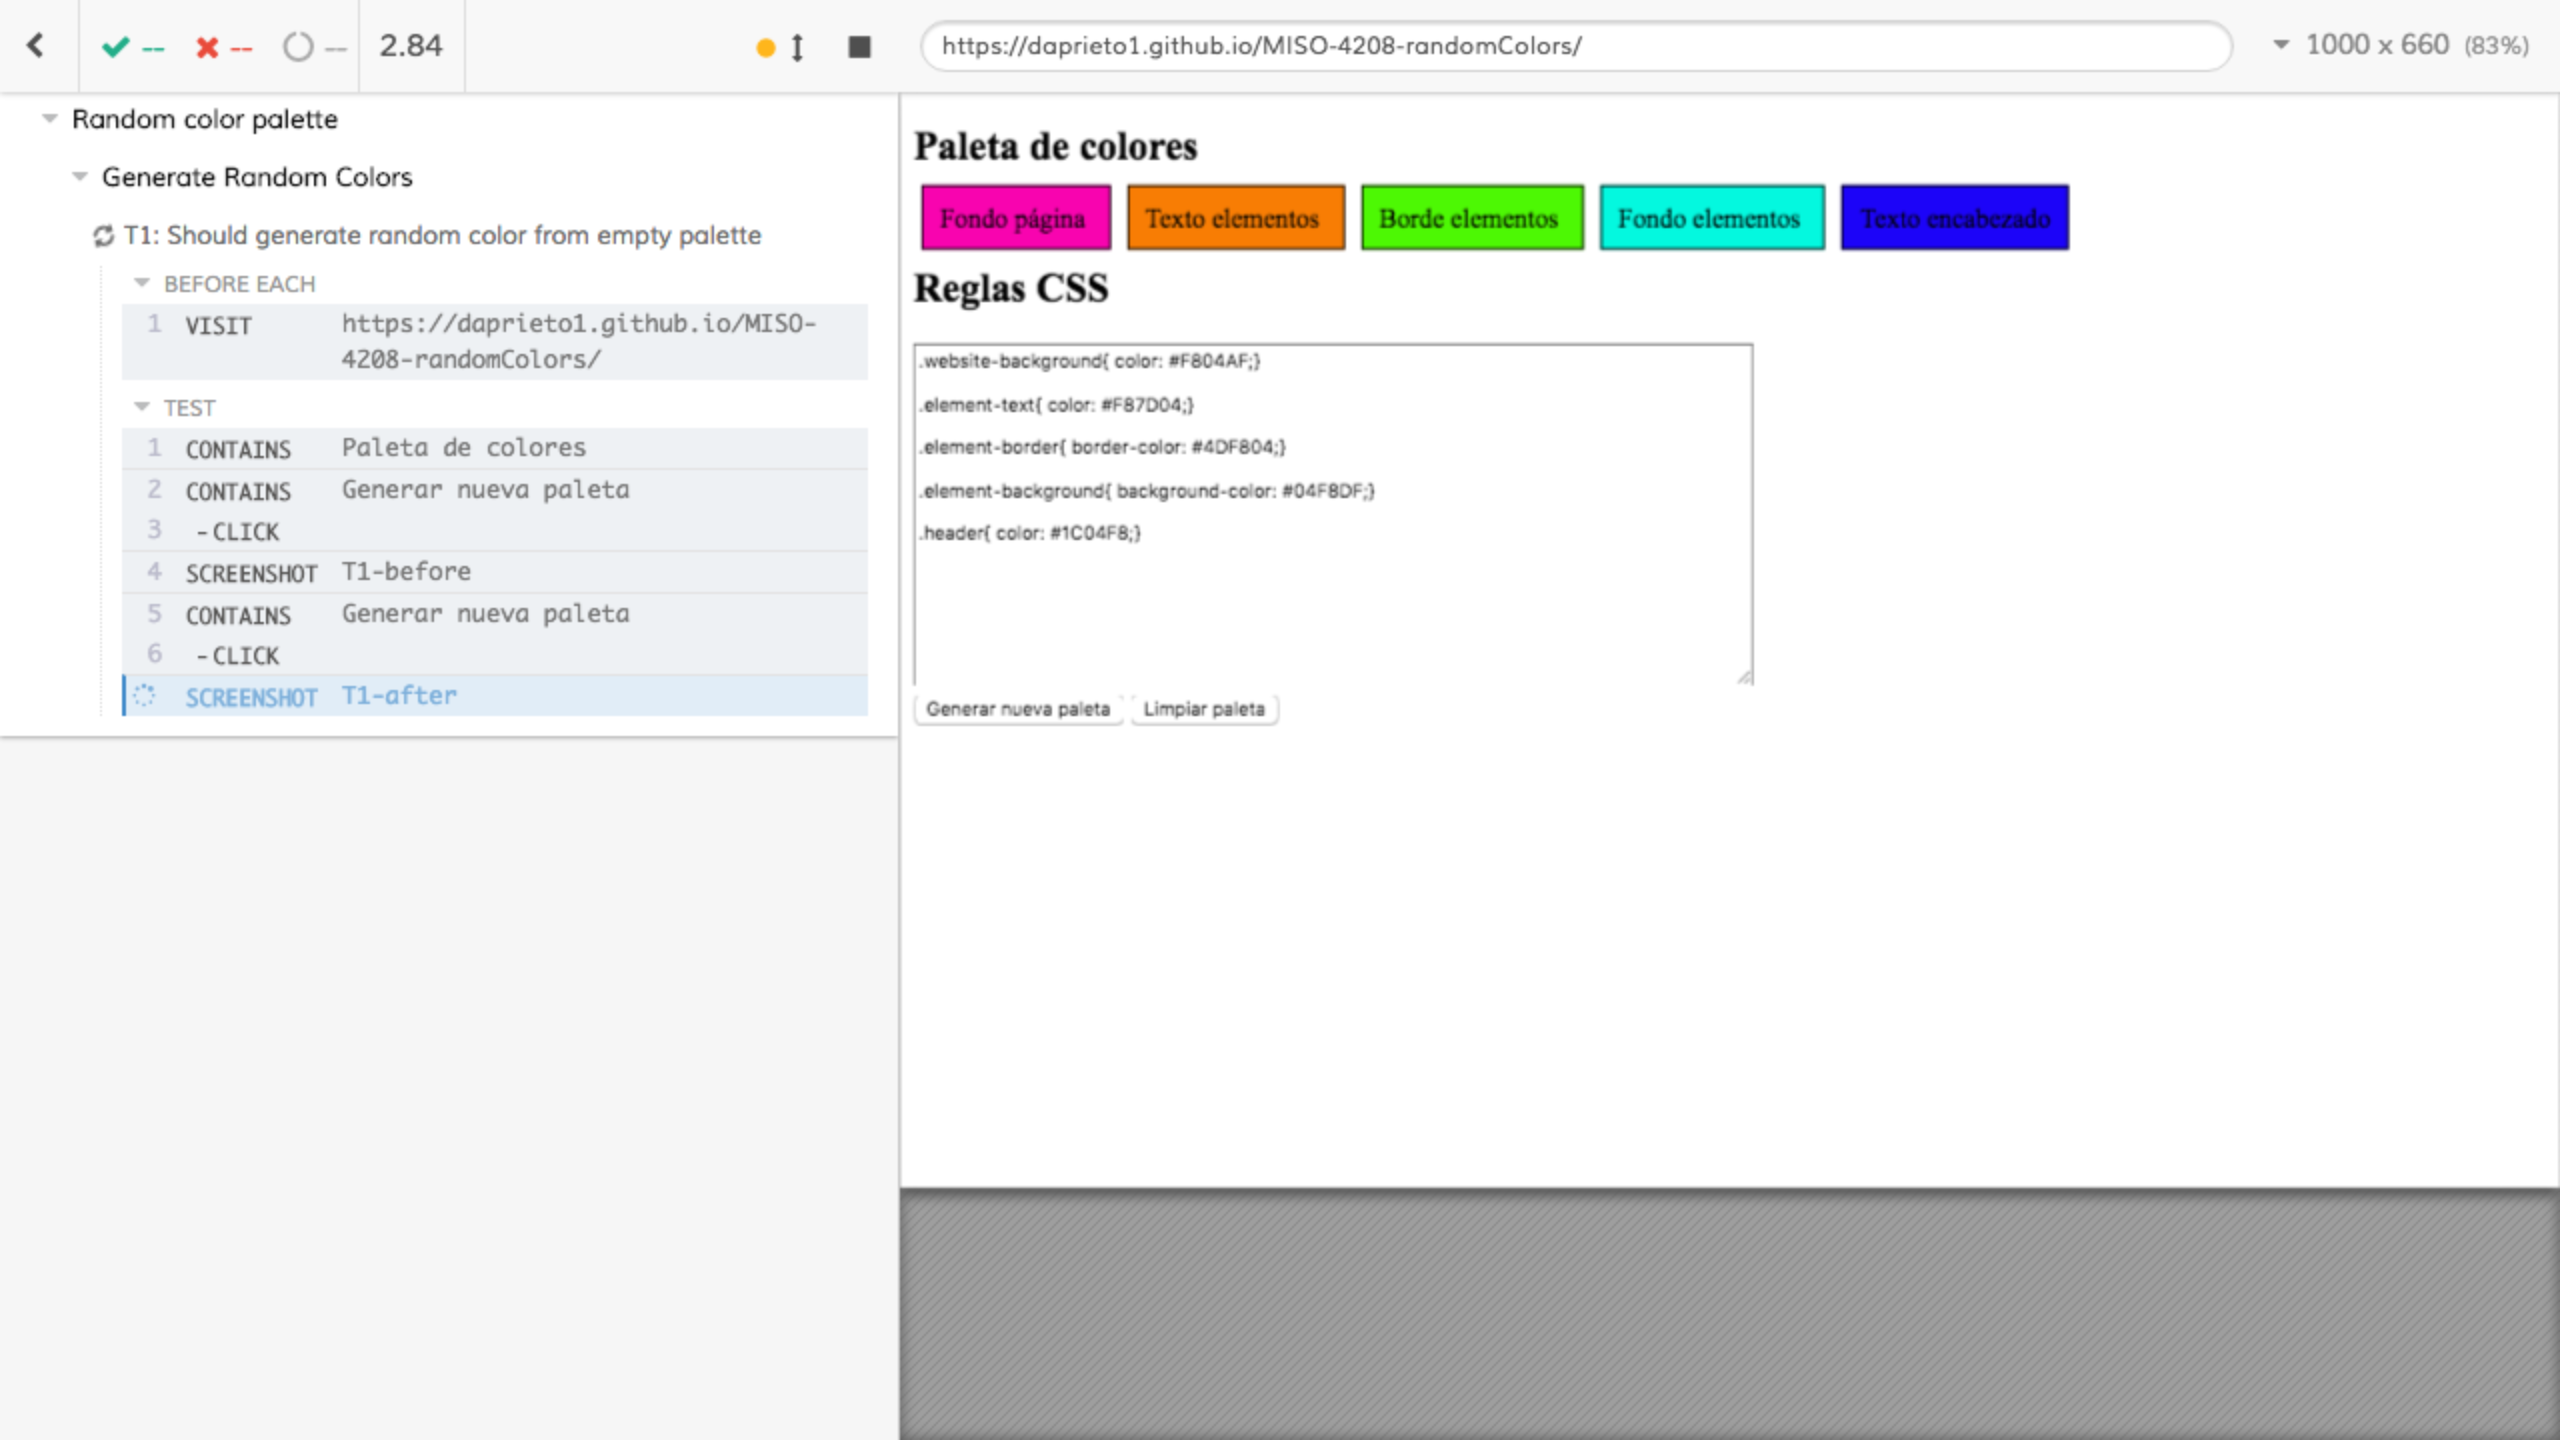 -- -- -- 2.84 https://daprieto1.github.io/MISO-4208-randomColors/ 1000 x 660 (83%)
Random color palette
Generate Random Colors
T1: Should generate random color from empty palette
BEFORE EACH
1 VISIT https://daprieto1.github.io/MISO-
4208-randomColors/
TEST
1 CONTAINS Paleta de colores
2 CONTAINS Generar nueva paleta
3 -CLICK
4 SCREENSHOT T1-before
5 CONTAINS Generar nueva paleta
6 -CLICK
SCREENSHOT T1-after
Paleta de colores
Fondo página Texto elementos Borde elementos Fondo elementos Texto encabezado
Reglas CSS
.website-background{ color: #F804AF;}
.element-text{ color: #F87D04;}
.element-border{ border-color: #4DF804;}
.element-background{ background-color: #04F8DF;}
.header{ color: #1C04F8;}
Generar nueva paleta Limpiar paleta